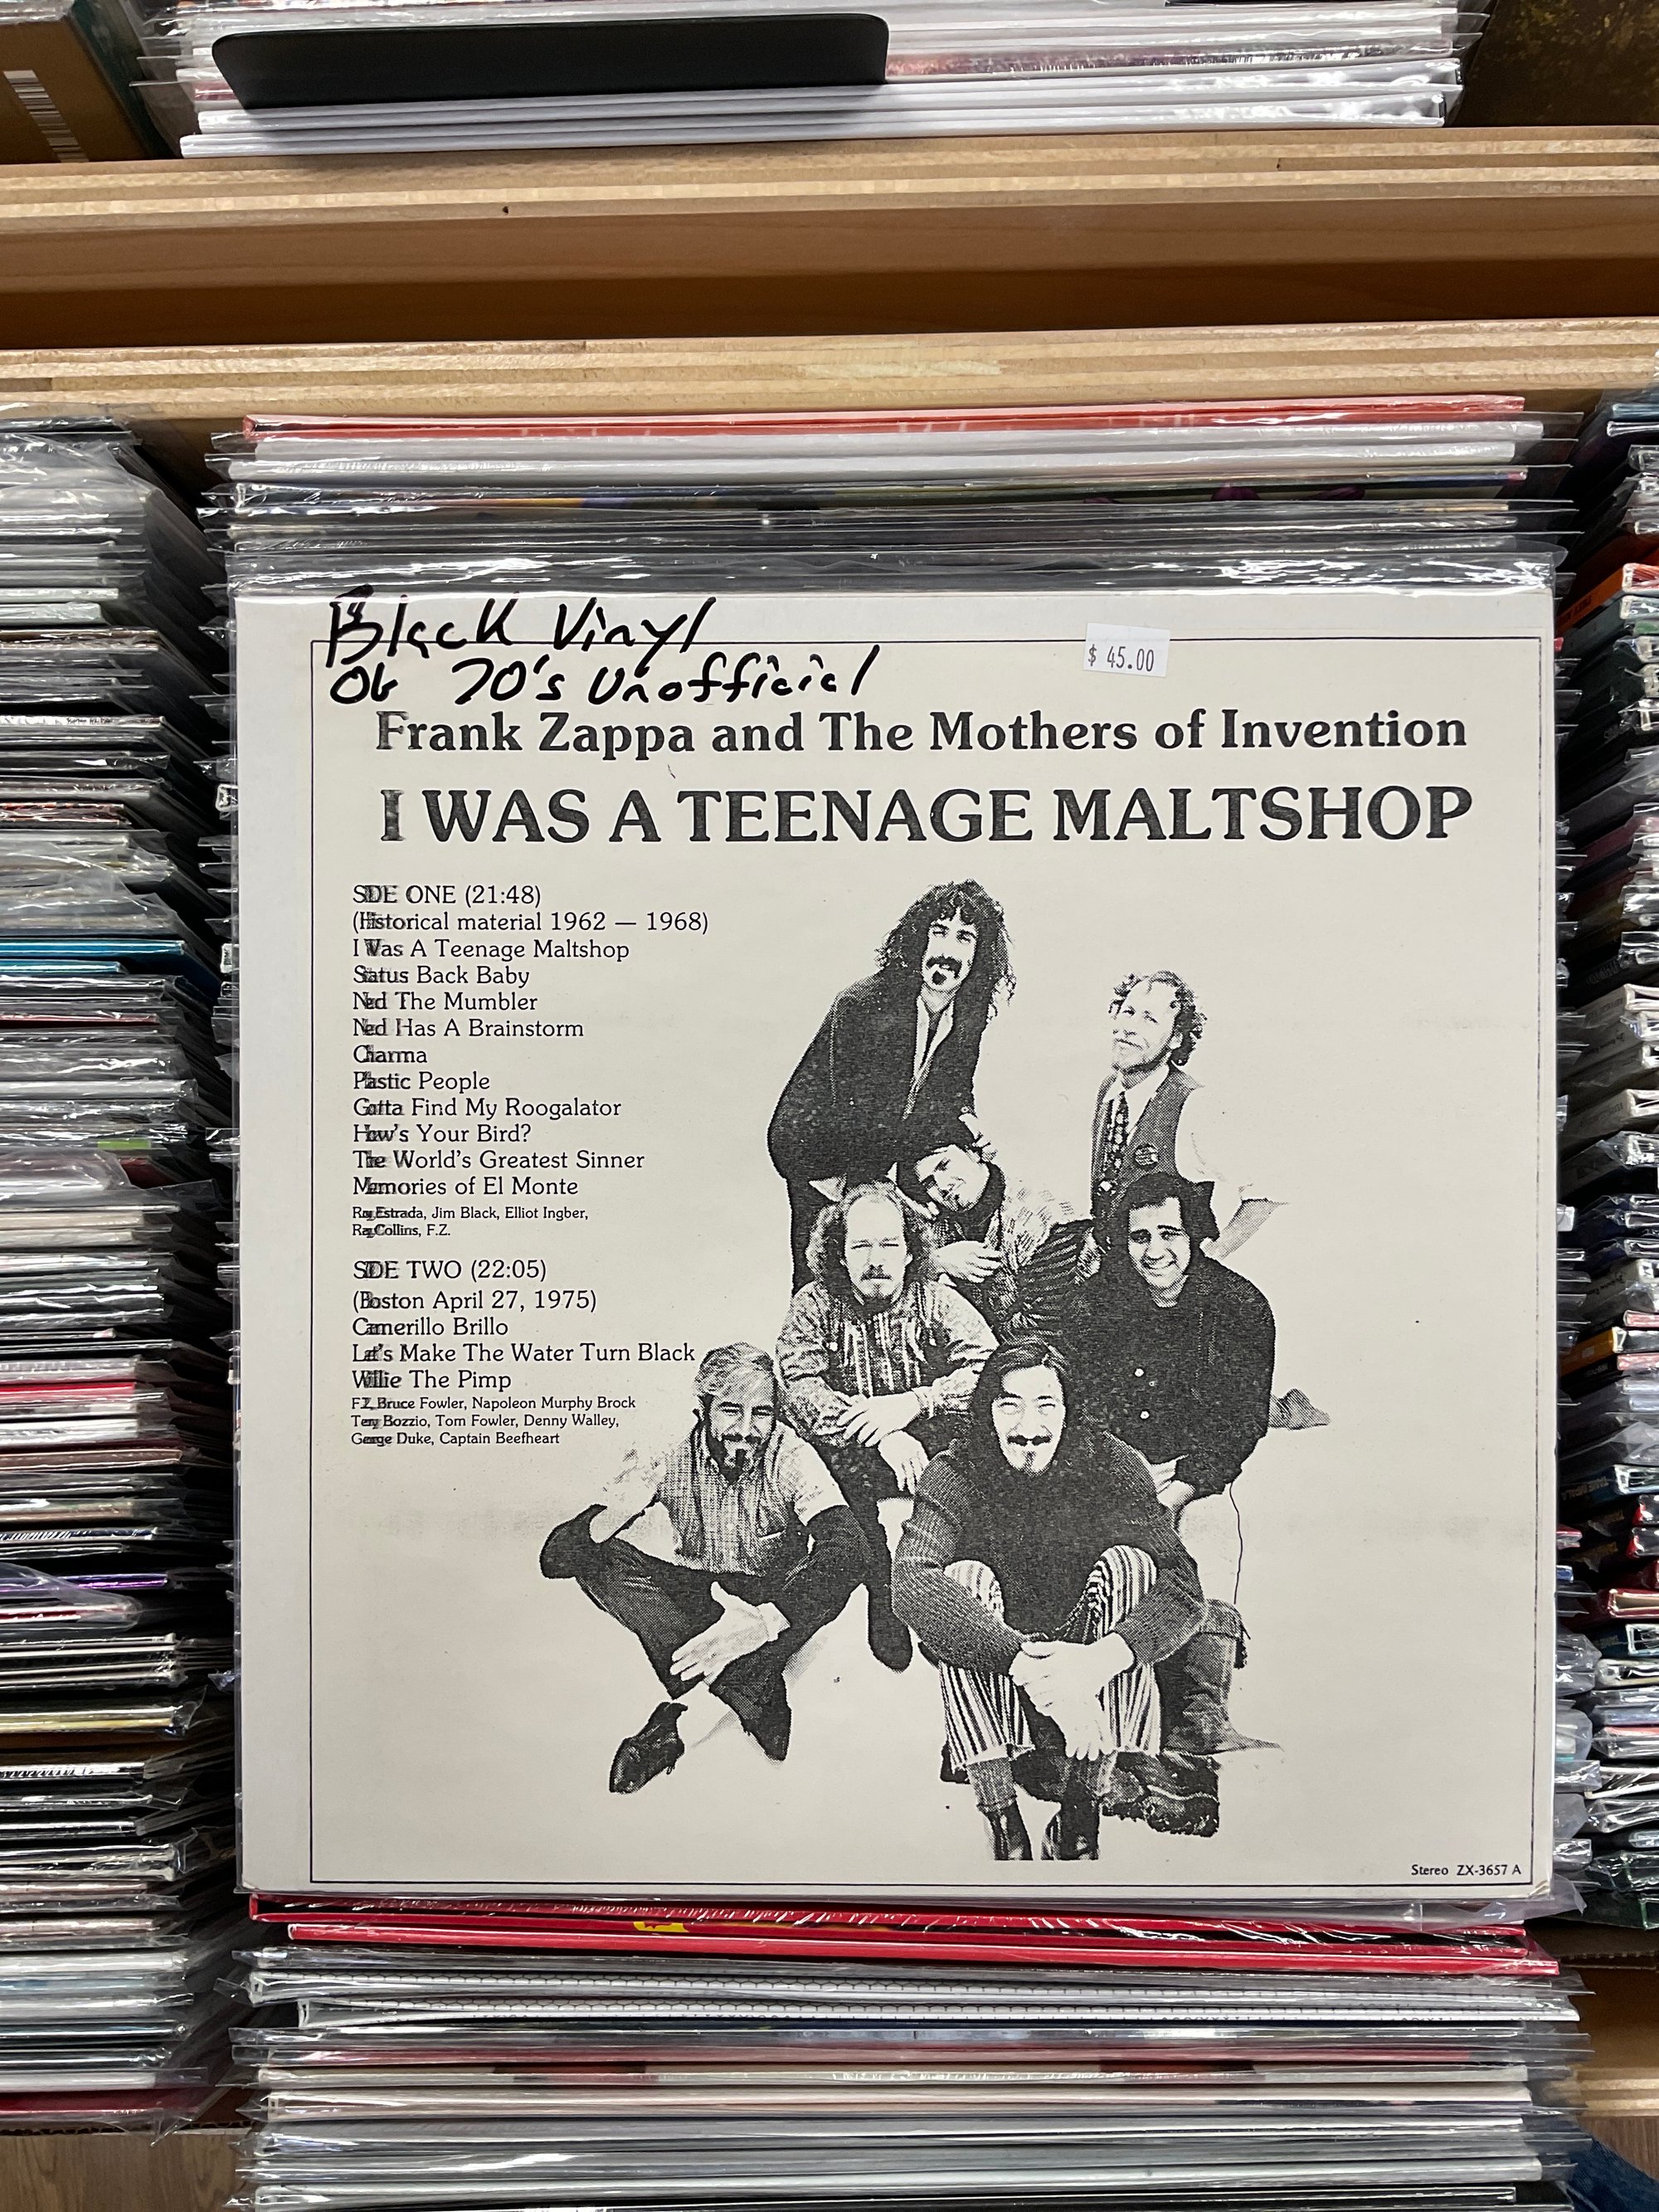 Black Vinyl
OG 70's Unofficial
$ 45.00
Frank Zappa and The Mothers of Invention
I WAS A TEENAGE MALTSHOP
SIDE ONE (21:48)
(Historical material 1962 — 1968)
I Was A Teenage Maltshop
Status Back Baby
Ned The Mumbler
Ned Has A Brainstorm
Charma
Plastic People
Gotta Find My Roogalator
How's Your Bird?
The World's Greatest Sinner
Memories of El Monte
Roy Estrada, Jim Black, Elliot Ingber,
Ray Collins, F.Z.
SIDE TWO (22:05)
(Boston April 27, 1975)
Camerillo Brillo
Let's Make The Water Turn Black
Willie The Pimp
F.Z, Bruce Fowler, Napoleon Murphy Brock
Terry Bozzio, Tom Fowler, Denny Walley,
George Duke, Captain Beefheart
Stereo ZX-3657 A